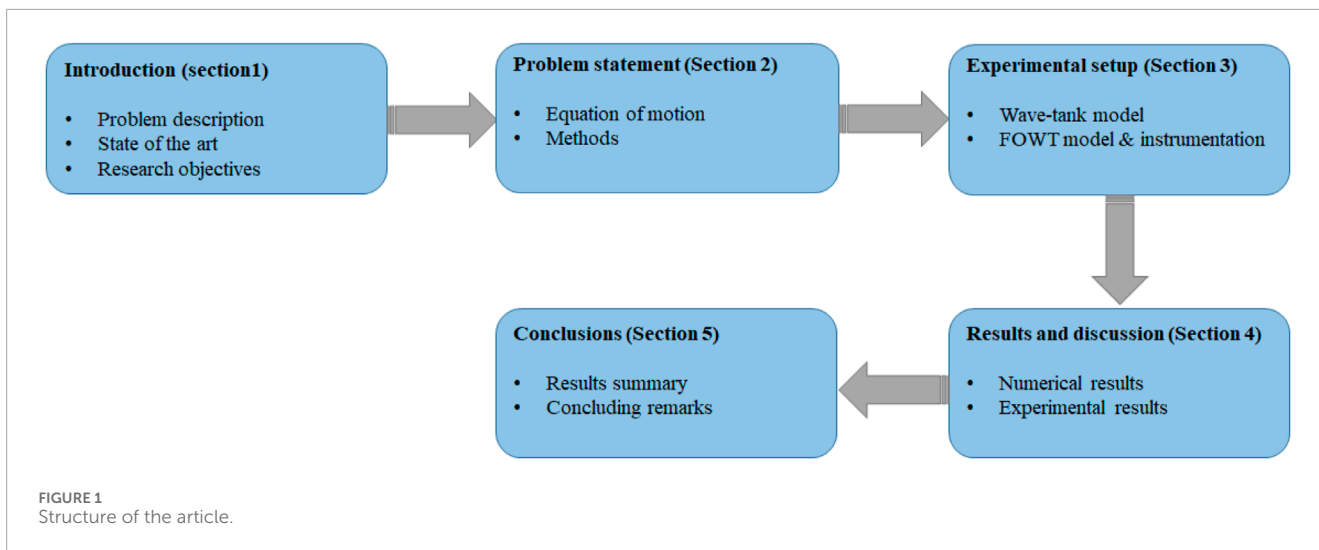 Introduction (section1)
• Problem description
• State of the art
• Research objectives
Problem statement (Section 2)
• Equation of motion
• Methods
Experimental setup (Section 3)
• Wave-tank model
• FOWT model & instrumentation
Results and discussion (Section 4)
• Numerical results
• Experimental results
Conclusions (Section 5)
• Results summary
• Concluding remarks
FIGURE 1
Structure of the article.